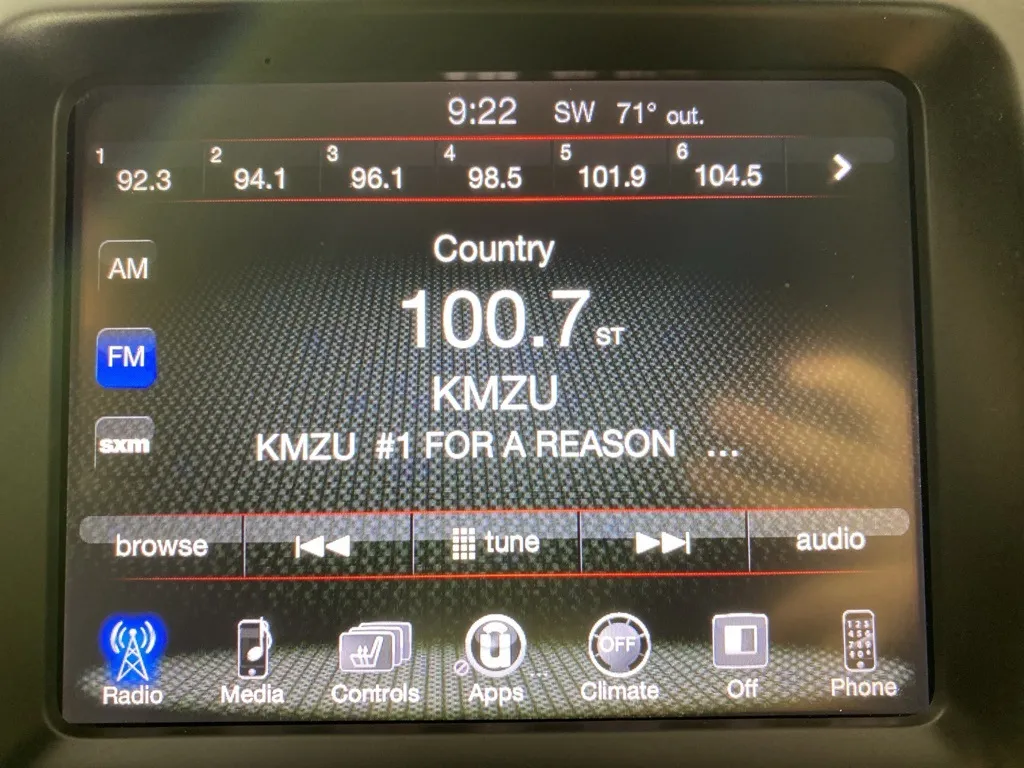 9:22 SW 71° out.
1 2 3 4 5 6
92.3 94.1 96.1 98.5 101.9 104.5
Country
AM
100.7 ST
FM
KMZU
sxm
KMZU #1 FOR A REASON ...
browse tune audio
OFF
Radio Media Controls Apps ... Climate Off Phone